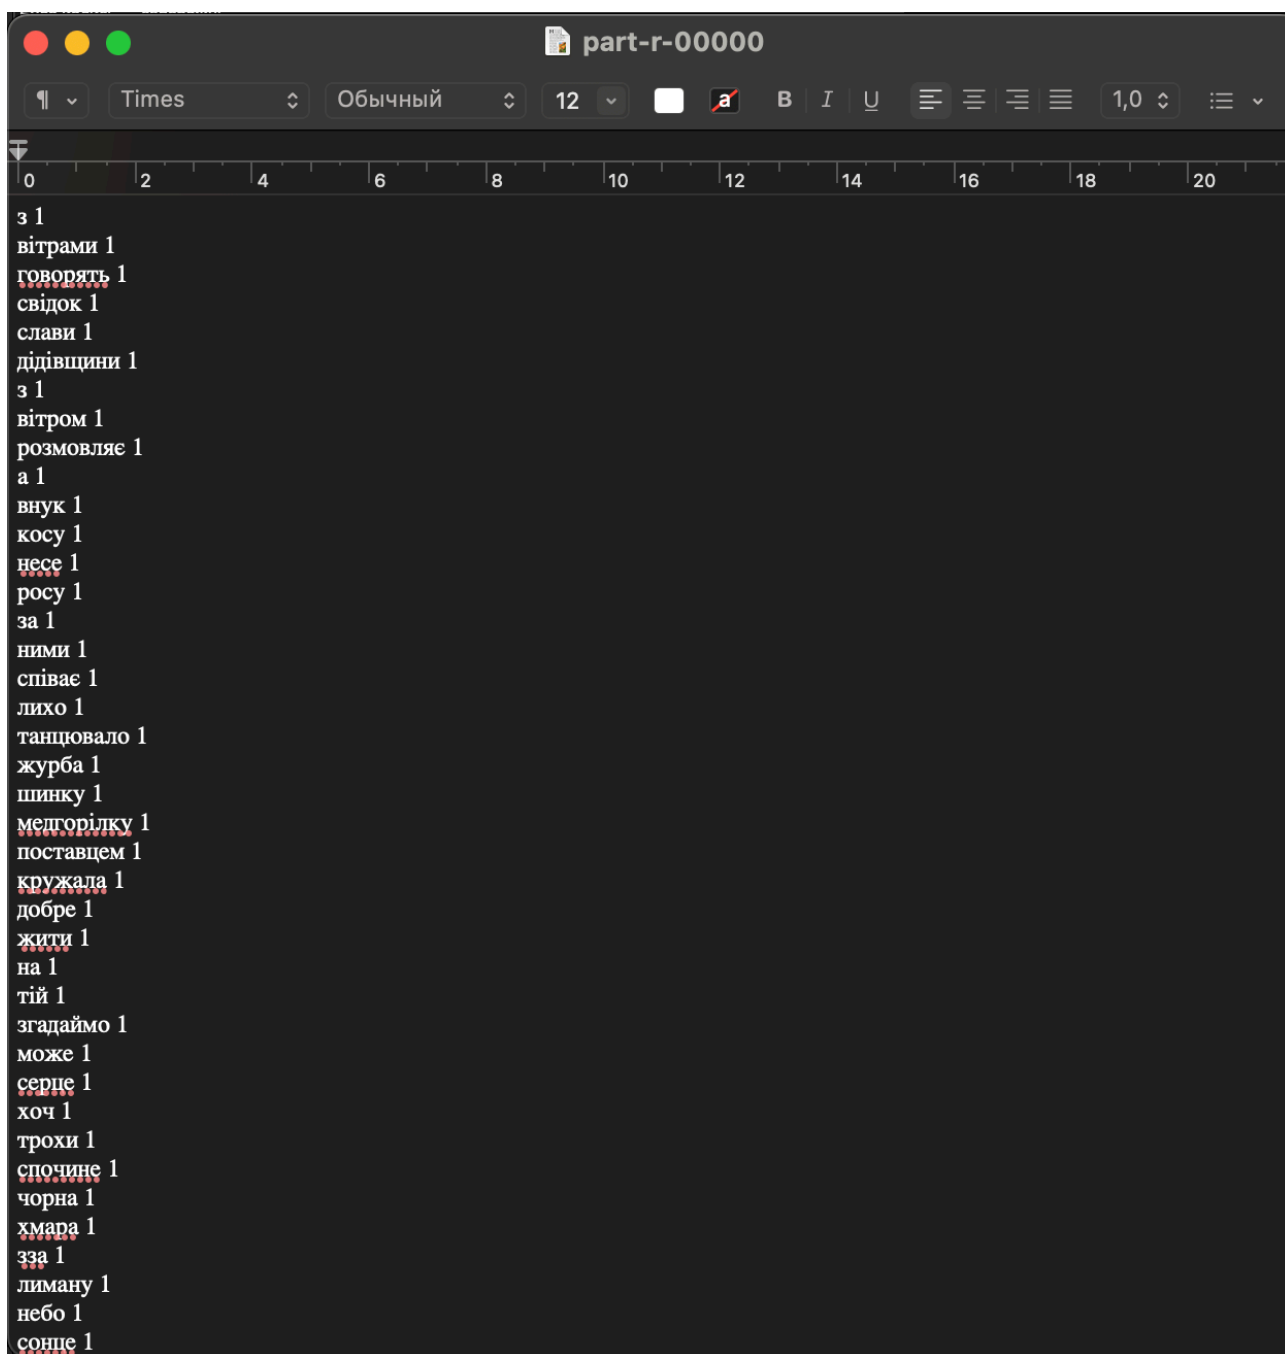 part-r-00000
¶ Times Обычный 12 a B I U 1,0
0 2 4 6 8 10 12 14 16 18 20
з 1
вітрами 1
говорять 1
свідок 1
слави 1
дідівщини 1
з 1
вітром 1
розмовляє 1
а 1
внук 1
косу 1
несе 1
росу 1
за 1
ними 1
співає 1
лихо 1
танцювало 1
журба 1
шинку 1
медгорілку 1
поставцем 1
кружала 1
добре 1
жити 1
на 1
тій 1
згадаймо 1
може 1
серце 1
хоч 1
трохи 1
спочине 1
чорна 1
хмара 1
зза 1
лиману 1
небо 1
сонце 1